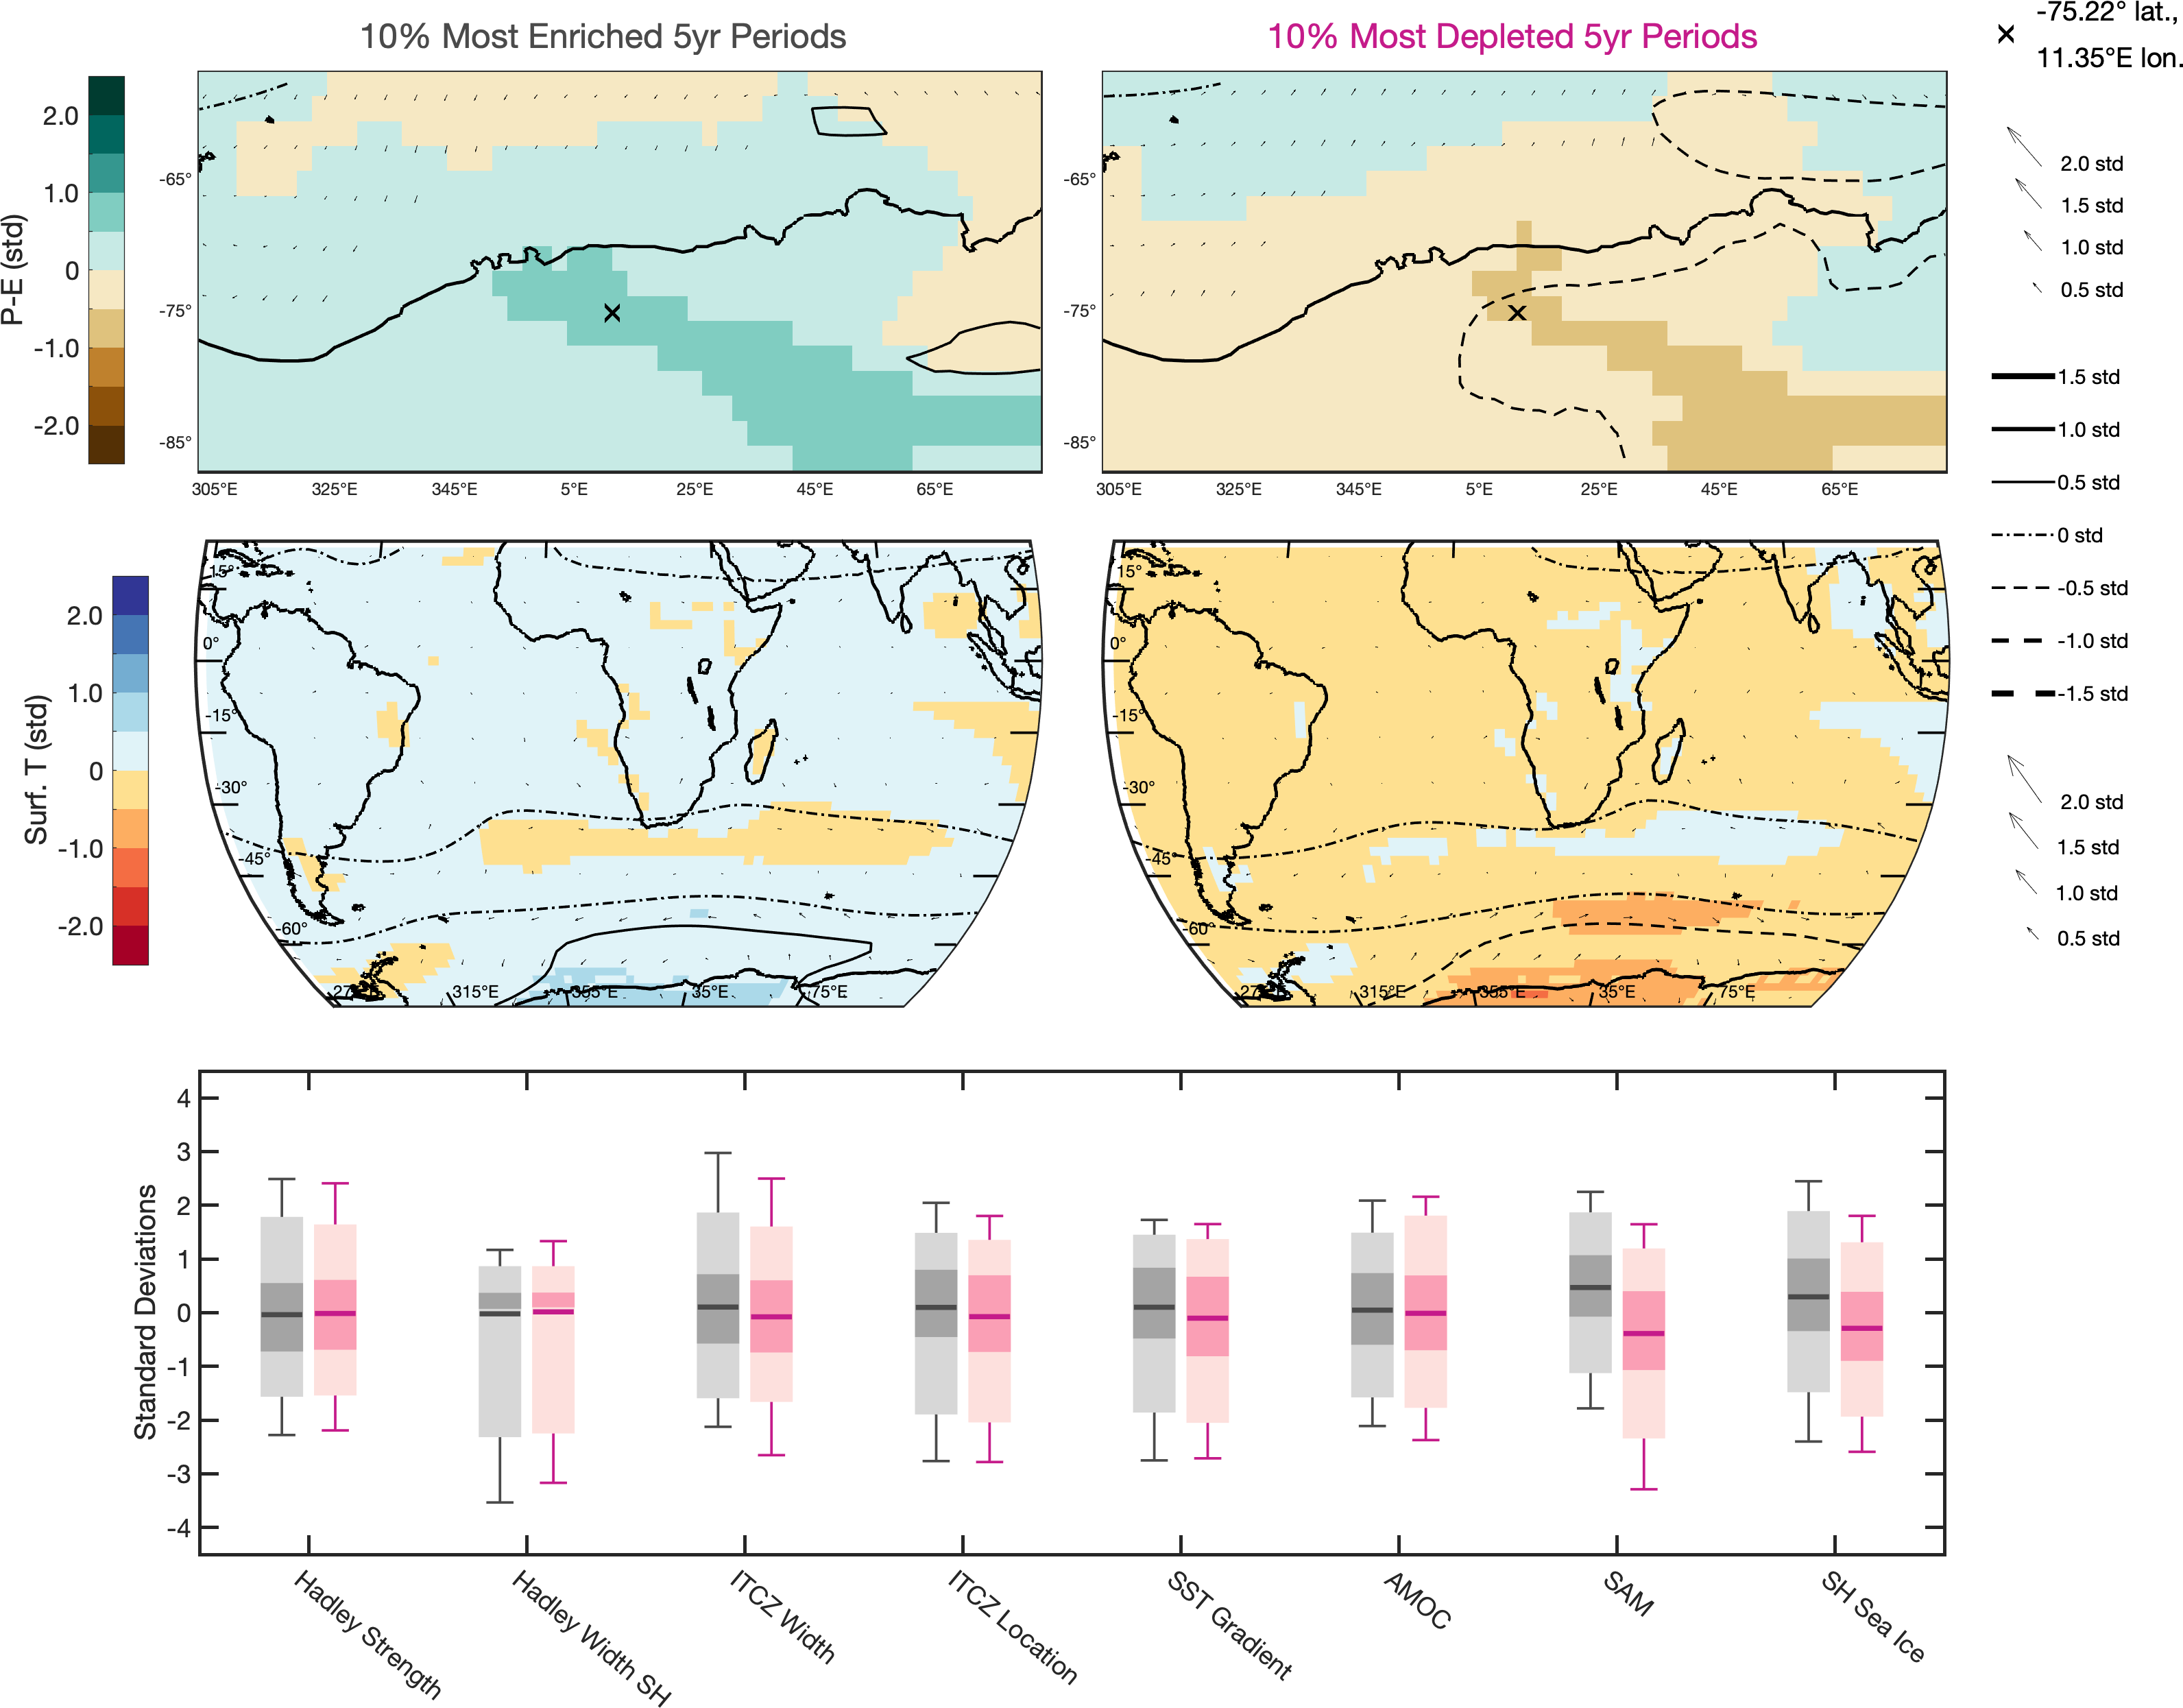 10% Most Enriched 5yr Periods
10% Most Depleted 5yr Periods
-75.22° lat.,
11.35°E lon.
P-E (std)
2.0
1.0
0
-1.0
-2.0
-65°
-75°
-85°
305°E 325°E 345°E 5°E 25°E 45°E 65°E
-65°
-75°
-85°
305°E 325°E 345°E 5°E 25°E 45°E 65°E
2.0 std
1.5 std
1.0 std
0.5 std
1.5 std
1.0 std
0.5 std
0 std
-0.5 std
-1.0 std
-1.5 std
Surf. T (std)
2.0
1.0
0
-1.0
-2.0
15°
0°
-15°
-30°
-45°
-60°
315°E 355°E 35°E 75°E
15°
0°
-15°
-30°
-45°
-60°
315°E 355°E 35°E 75°E
2.0 std
1.5 std
1.0 std
0.5 std
Standard Deviations
4
3
2
1
0
-1
-2
-3
-4
Hadley Strength
Hadley Width SH
ITCZ Width
ITCZ Location
SST Gradient
AMOC
SAM
SH Sea Ice